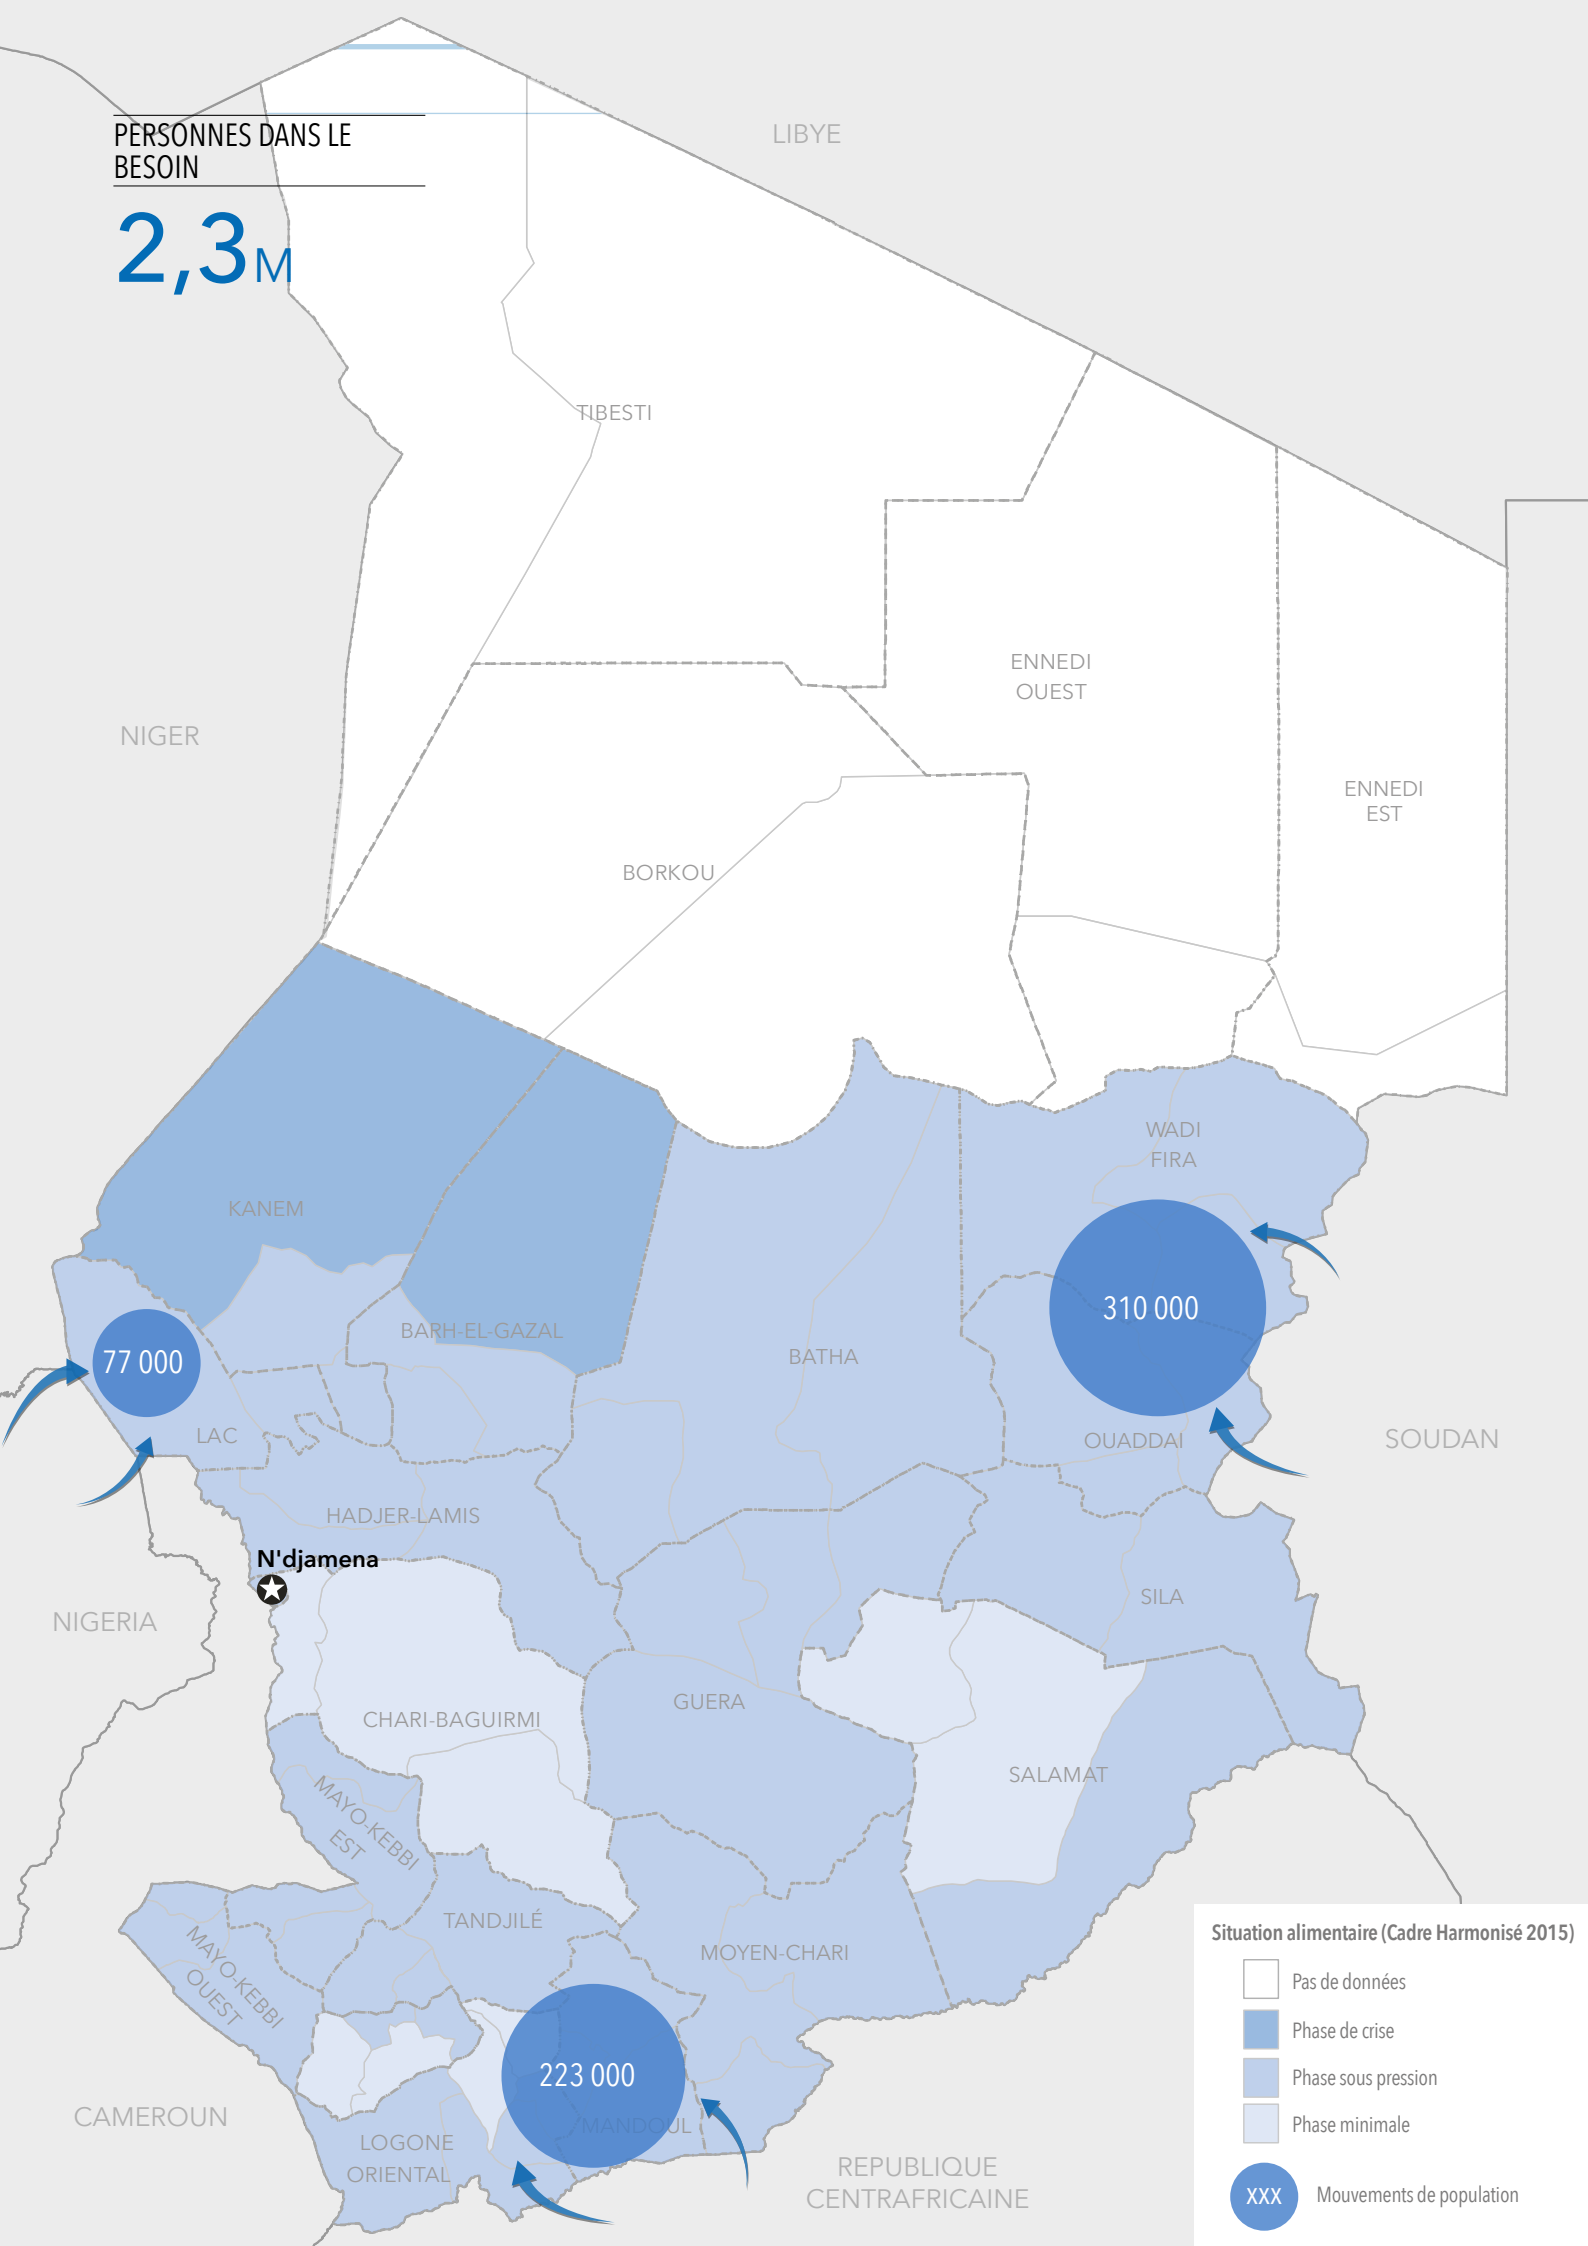 PERSONNES DANS LE
BESOIN
2,3M
LIBYE
TIBESTI
ENNEDI
OUEST
NIGER
ENNEDI
EST
BORKOU
WADI
FIRA
KANEM
310 000
BARH-EL-GAZAL
BATHA
77 000
LAC
OUADDAI
SOUDAN
HADJER-LAMIS
N'djamena
SILA
NIGERIA
GUERA
CHARI-BAGUIRMI
SALAMAT
MAYO-KEBBI
EST
TANDJILÉ
MOYEN-CHARI
MAYO-KEBBI
OUEST
223 000
MANDOUL
CAMEROUN
LOGONE
ORIENTAL
REPUBLIQUE
CENTRAFRICAINE
Situation alimentaire (Cadre Harmonisé 2015)
Pas de données
Phase de crise
Phase sous pression
Phase minimale
XXX Mouvements de population